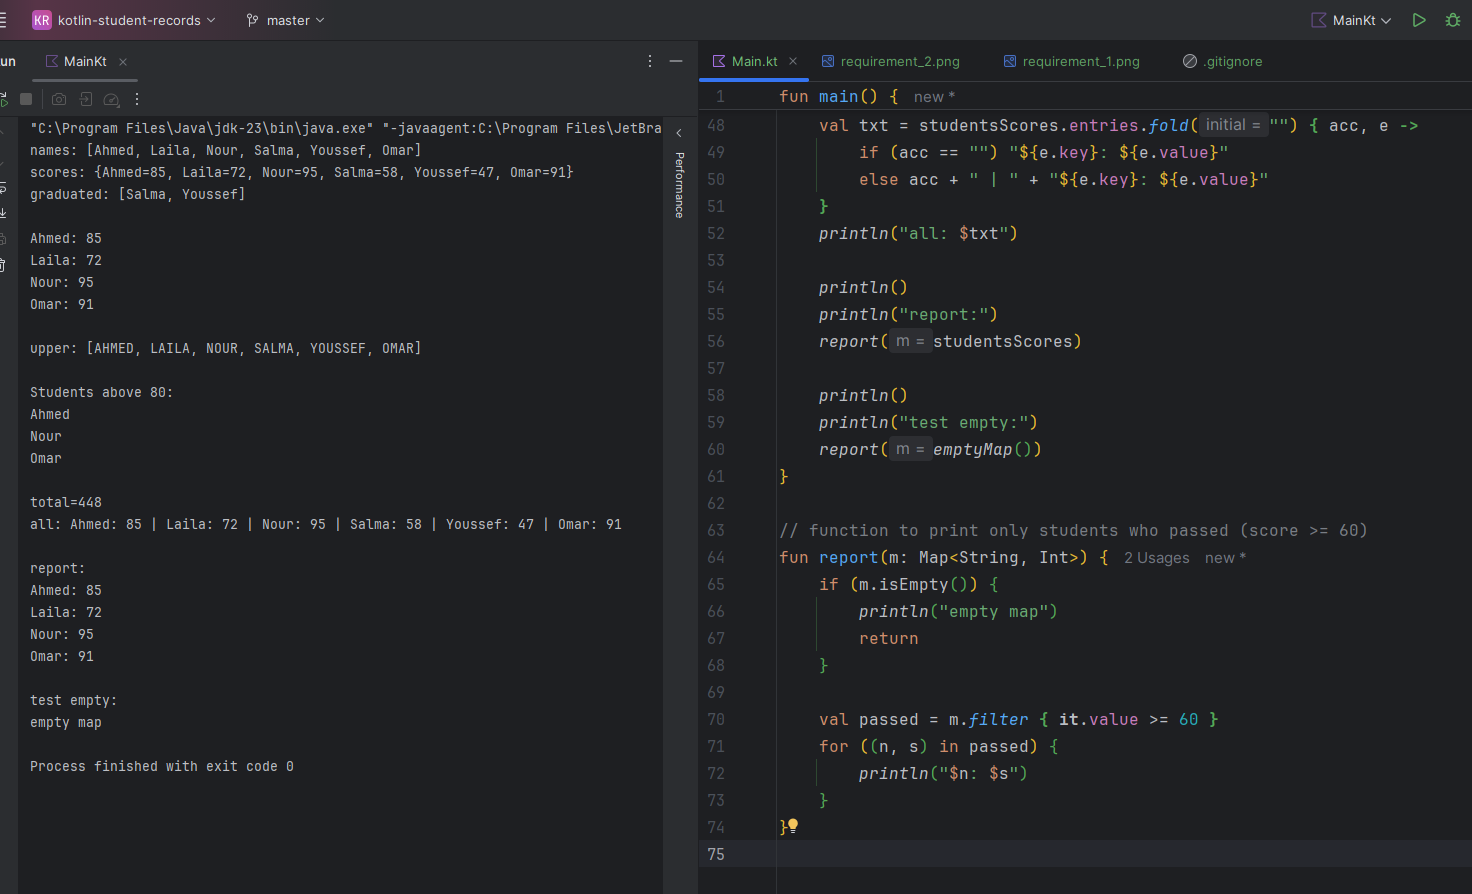 KR kotlin-student-records master MainKt
un MainKt
Main.kt requirement_2.png requirement_1.png .gitignore
"C:\Program Files\Java\jdk-23\bin\java.exe" "-javaagent:C:\Program Files\JetBra
names: [Ahmed, Laila, Nour, Salma, Youssef, Omar]
scores: {Ahmed=85, Laila=72, Nour=95, Salma=58, Youssef=47, Omar=91}
graduated: [Salma, Youssef]
Ahmed: 85
Laila: 72
Nour: 95
Omar: 91
upper: [AHMED, LAILA, NOUR, SALMA, YOUSSEF, OMAR]
Students above 80:
Ahmed
Nour
Omar
total=448
all: Ahmed: 85 | Laila: 72 | Nour: 95 | Salma: 58 | Youssef: 47 | Omar: 91
report:
Ahmed: 85
Laila: 72
Nour: 95
Omar: 91
test empty:
empty map
Process finished with exit code 0
Performance
1 fun main() { new *
48 val txt = studentsScores.entries.fold( initial = "") { acc, e ->
49 if (acc == "") "${e.key}: ${e.value}"
50 else acc + " | " + "${e.key}: ${e.value}"
51 }
52 println("all: $txt")
53
54 println()
55 println("report:")
56 report( m = studentsScores)
57
58 println()
59 println("test empty:")
60 report( m = emptyMap())
61 }
62
63 // function to print only students who passed (score >= 60)
64 fun report(m: Map<String, Int>) { 2 Usages new *
65 if (m.isEmpty()) {
66 println("empty map")
67 return
68 }
69
70 val passed = m.filter { it.value >= 60 }
71 for ((n, s) in passed) {
72 println("$n: $s")
73 }
74 }
75